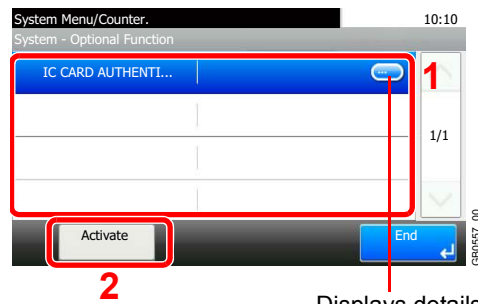 System Menu/Counter.
10:10
System - Optional Function
IC CARD AUTHENTI...
1
1/1
Activate
End
2
GB0557_00
Displays details